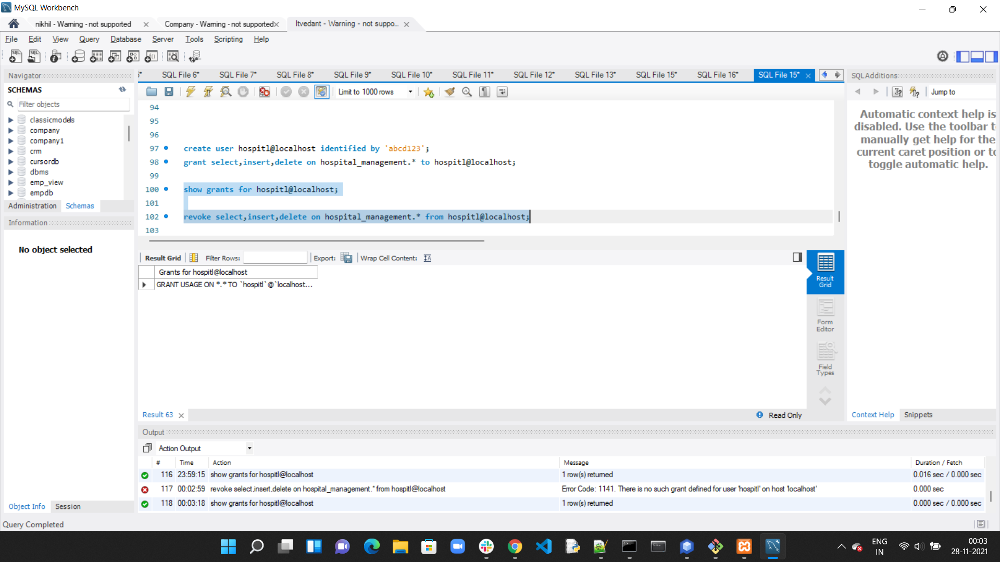 MySQL Workbench
nikhil - Warning - not supported
Company - Warning - not supported
Itvedant - Warning - not suppo...
File Edit View Query Database Server Tools Scripting Help
Navigator
SCHEMAS
Filter objects
classicmodels
company
company1
crm
cursordb
dbms
emp_view
empdb
Administration Schemas
Information
No object selected
Object Info Session
Query Completed
SQL File 6* SQL File 7* SQL File 8* SQL File 9* SQL File 10* SQL File 11* SQL File 12* SQL File 13* SQL File 15* SQL File 16* SQL File 15*
Limit to 1000 rows
94
95
96
97 create user hospitl@localhost identified by 'abcd123';
98 grant select,insert,delete on hospital_management.* to hospitl@localhost;
99
100 show grants for hospitl@localhost;
101
102 revoke select,insert,delete on hospital_management.* from hospitl@localhost;
103
Result Grid Filter Rows: Export: Wrap Cell Content:
Grants for hospitl@localhost
GRANT USAGE ON *.* TO `hospitl`@`localhost...
Result Grid
Form Editor
Field Types
Result 63
Read Only
SQLAdditions
Jump to
Automatic context help is
disabled. Use the toolbar t
manually get help for the
current caret position or to
toggle automatic help.
Context Help Snippets
Output
Action Output
# Time Action Message Duration / Fetch
116 23:59:15 show grants for hospitl@localhost 1 row(s) returned 0.016 sec / 0.000 sec
117 00:02:59 revoke select,insert,delete on hospital_management.* from hospitl@localhost Error Code: 1141. There is no such grant defined for user 'hospitl' on host 'localhost' 0.000 sec
118 00:03:18 show grants for hospitl@localhost 1 row(s) returned 0.000 sec / 0.000 sec
ENG
IN
00:03
28-11-2021